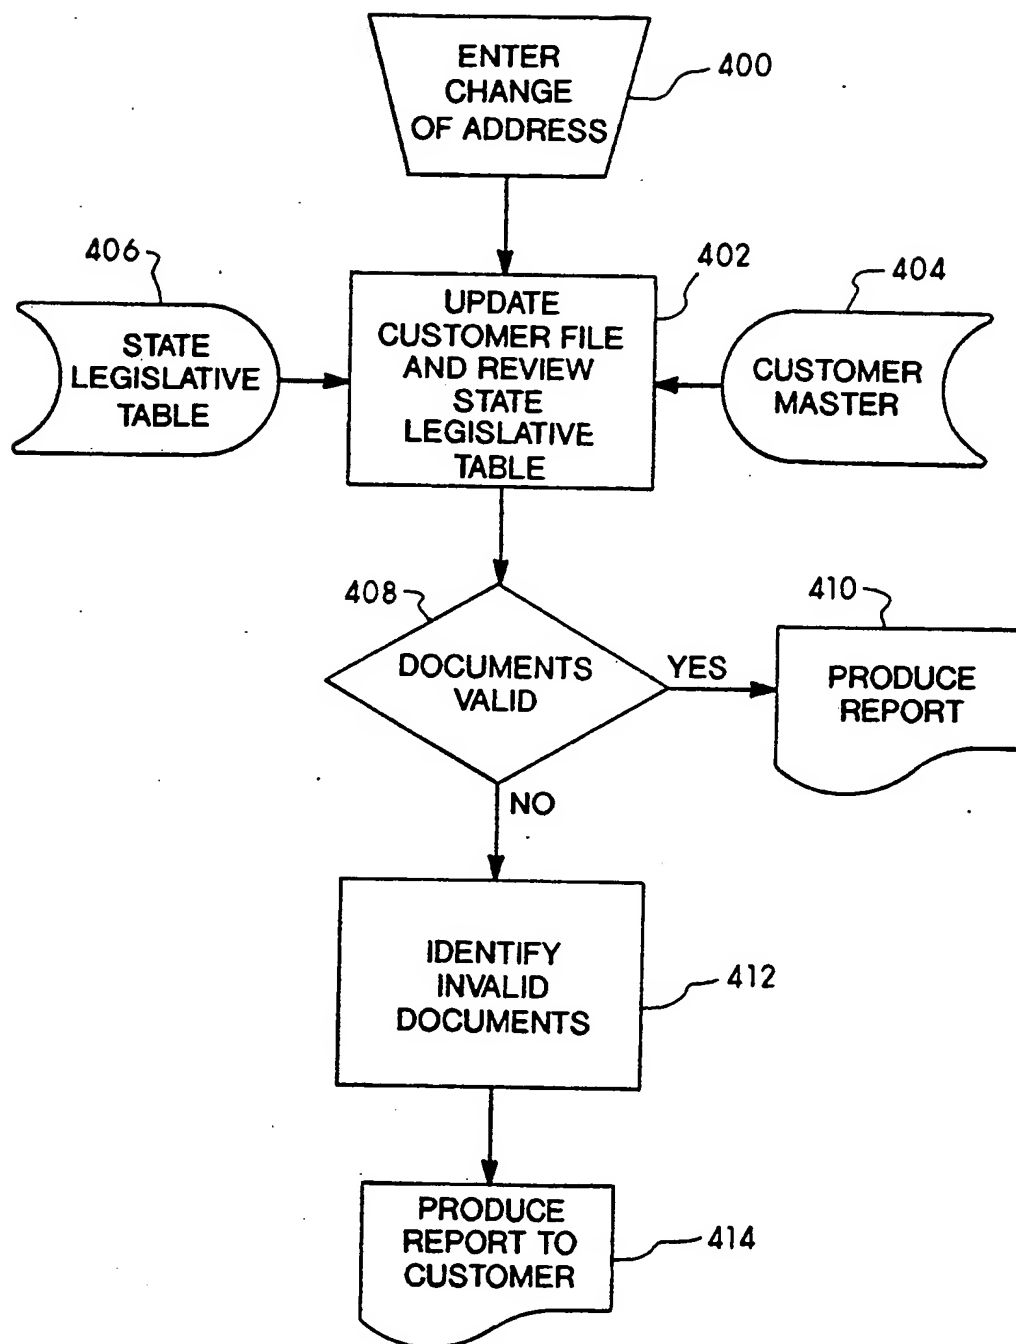 ENTER
CHANGE
OF ADDRESS
400
406
402
404
STATE
LEGISLATIVE
TABLE
UPDATE
CUSTOMER FILE
AND REVIEW
STATE
LEGISLATIVE
TABLE
CUSTOMER
MASTER
408
DOCUMENTS
VALID
YES
410
PRODUCE
REPORT
NO
IDENTIFY
INVALID
DOCUMENTS
412
PRODUCE
REPORT TO
CUSTOMER
414